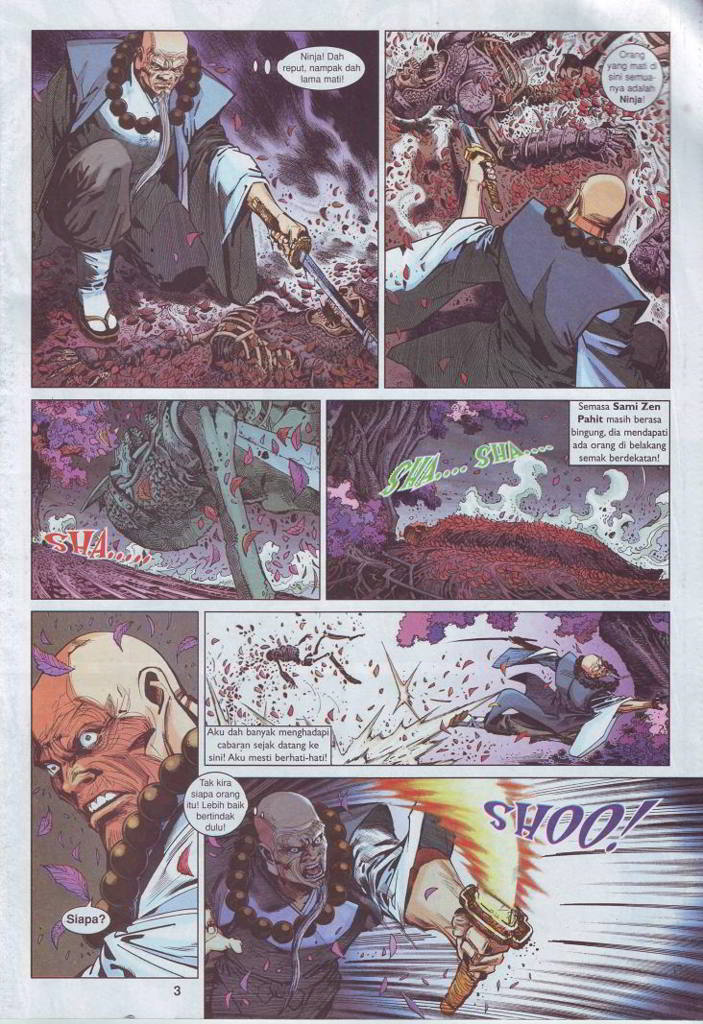 Ninja! Dah
reput, nampak dah
lama mati!
Orang
yang mati di
sini semua-
nya adalah
Ninja!
SHA.....
SHA.... SHA....
Semasa Sami Zen
Pahit masih berasa
bingung, dia mendapati
ada orang di belakang
semak berdekatan!
Siapa?
Aku dah banyak menghadapi
cabaran sejak datang ke
sini! Aku mesti berhati-hati!
Tak kira
siapa orang
itu! Lebih baik
bertindak
dulu!
SHOO!
3